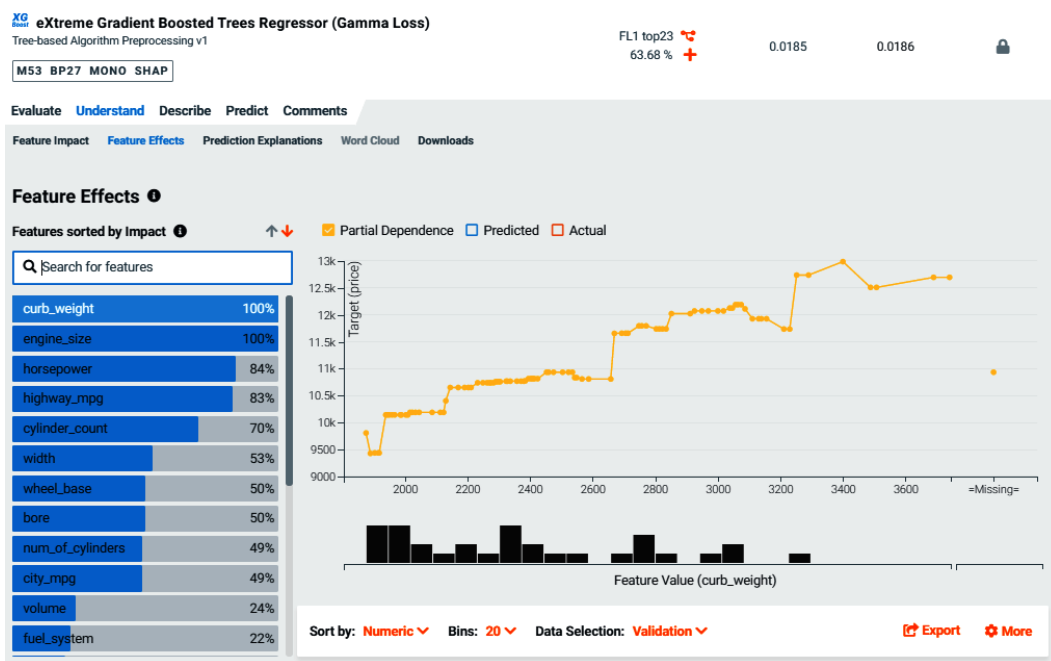 XG Boost eXtreme Gradient Boosted Trees Regressor (Gamma Loss)
Tree-based Algorithm Preprocessing v1
M53 BP27 MONO SHAP
FL1 top23
63.68 %
0.0185 0.0186
Evaluate Understand Describe Predict Comments
Feature Impact Feature Effects Prediction Explanations Word Cloud Downloads
Feature Effects
Features sorted by Impact
Search for features
curb_weight 100%
engine_size 100%
horsepower 84%
highway_mpg 83%
cylinder_count 70%
width 53%
wheel_base 50%
bore 50%
num_of_cylinders 49%
city_mpg 49%
volume 24%
fuel_system 22%
Partial Dependence Predicted Actual
Target (price)
13k
12.5k
12k
11.5k
11k
10.5k
10k
9500
9000
2000 2200 2400 2600 2800 3000 3200 3400 3600 =Missing=
Feature Value (curb_weight)
Sort by: Numeric Bins: 20 Data Selection: Validation Export More